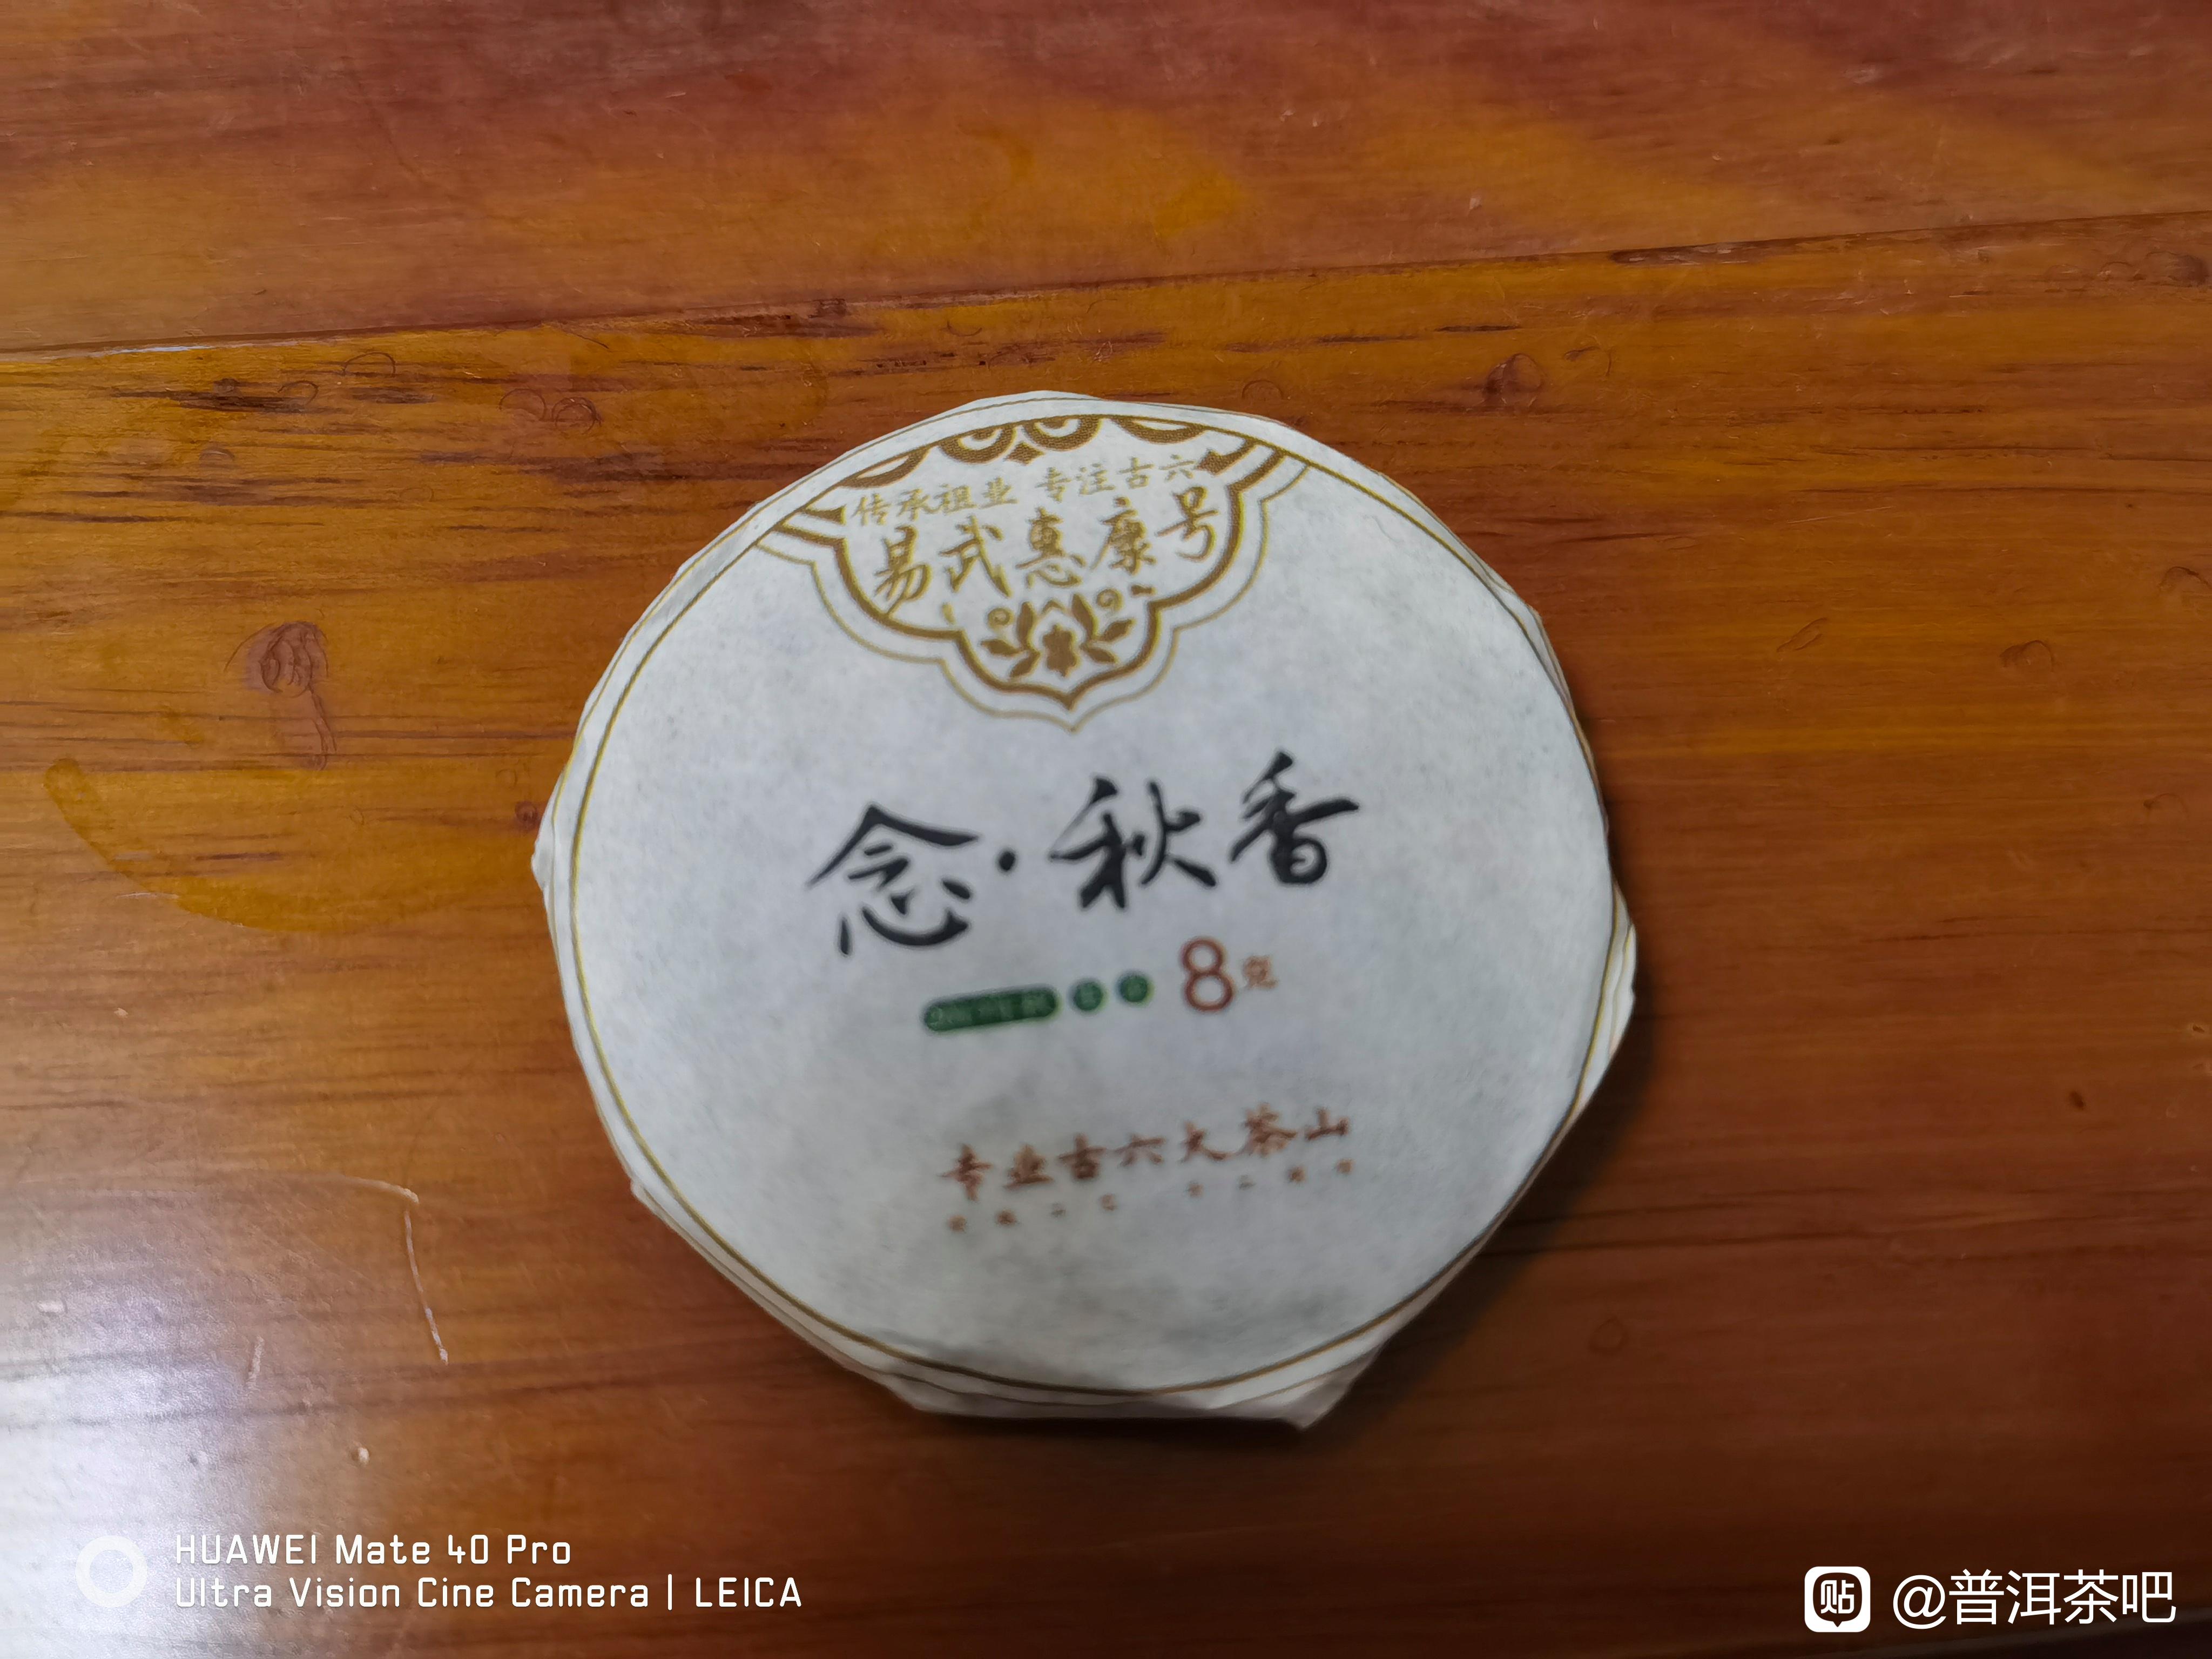 传承祖业 专注古六
易武惠康号
念·秋香
8克
专业古六大茶山
HUAWEI Mate 40 Pro
Ultra Vision Cine Camera | LEICA
贴 @普洱茶吧